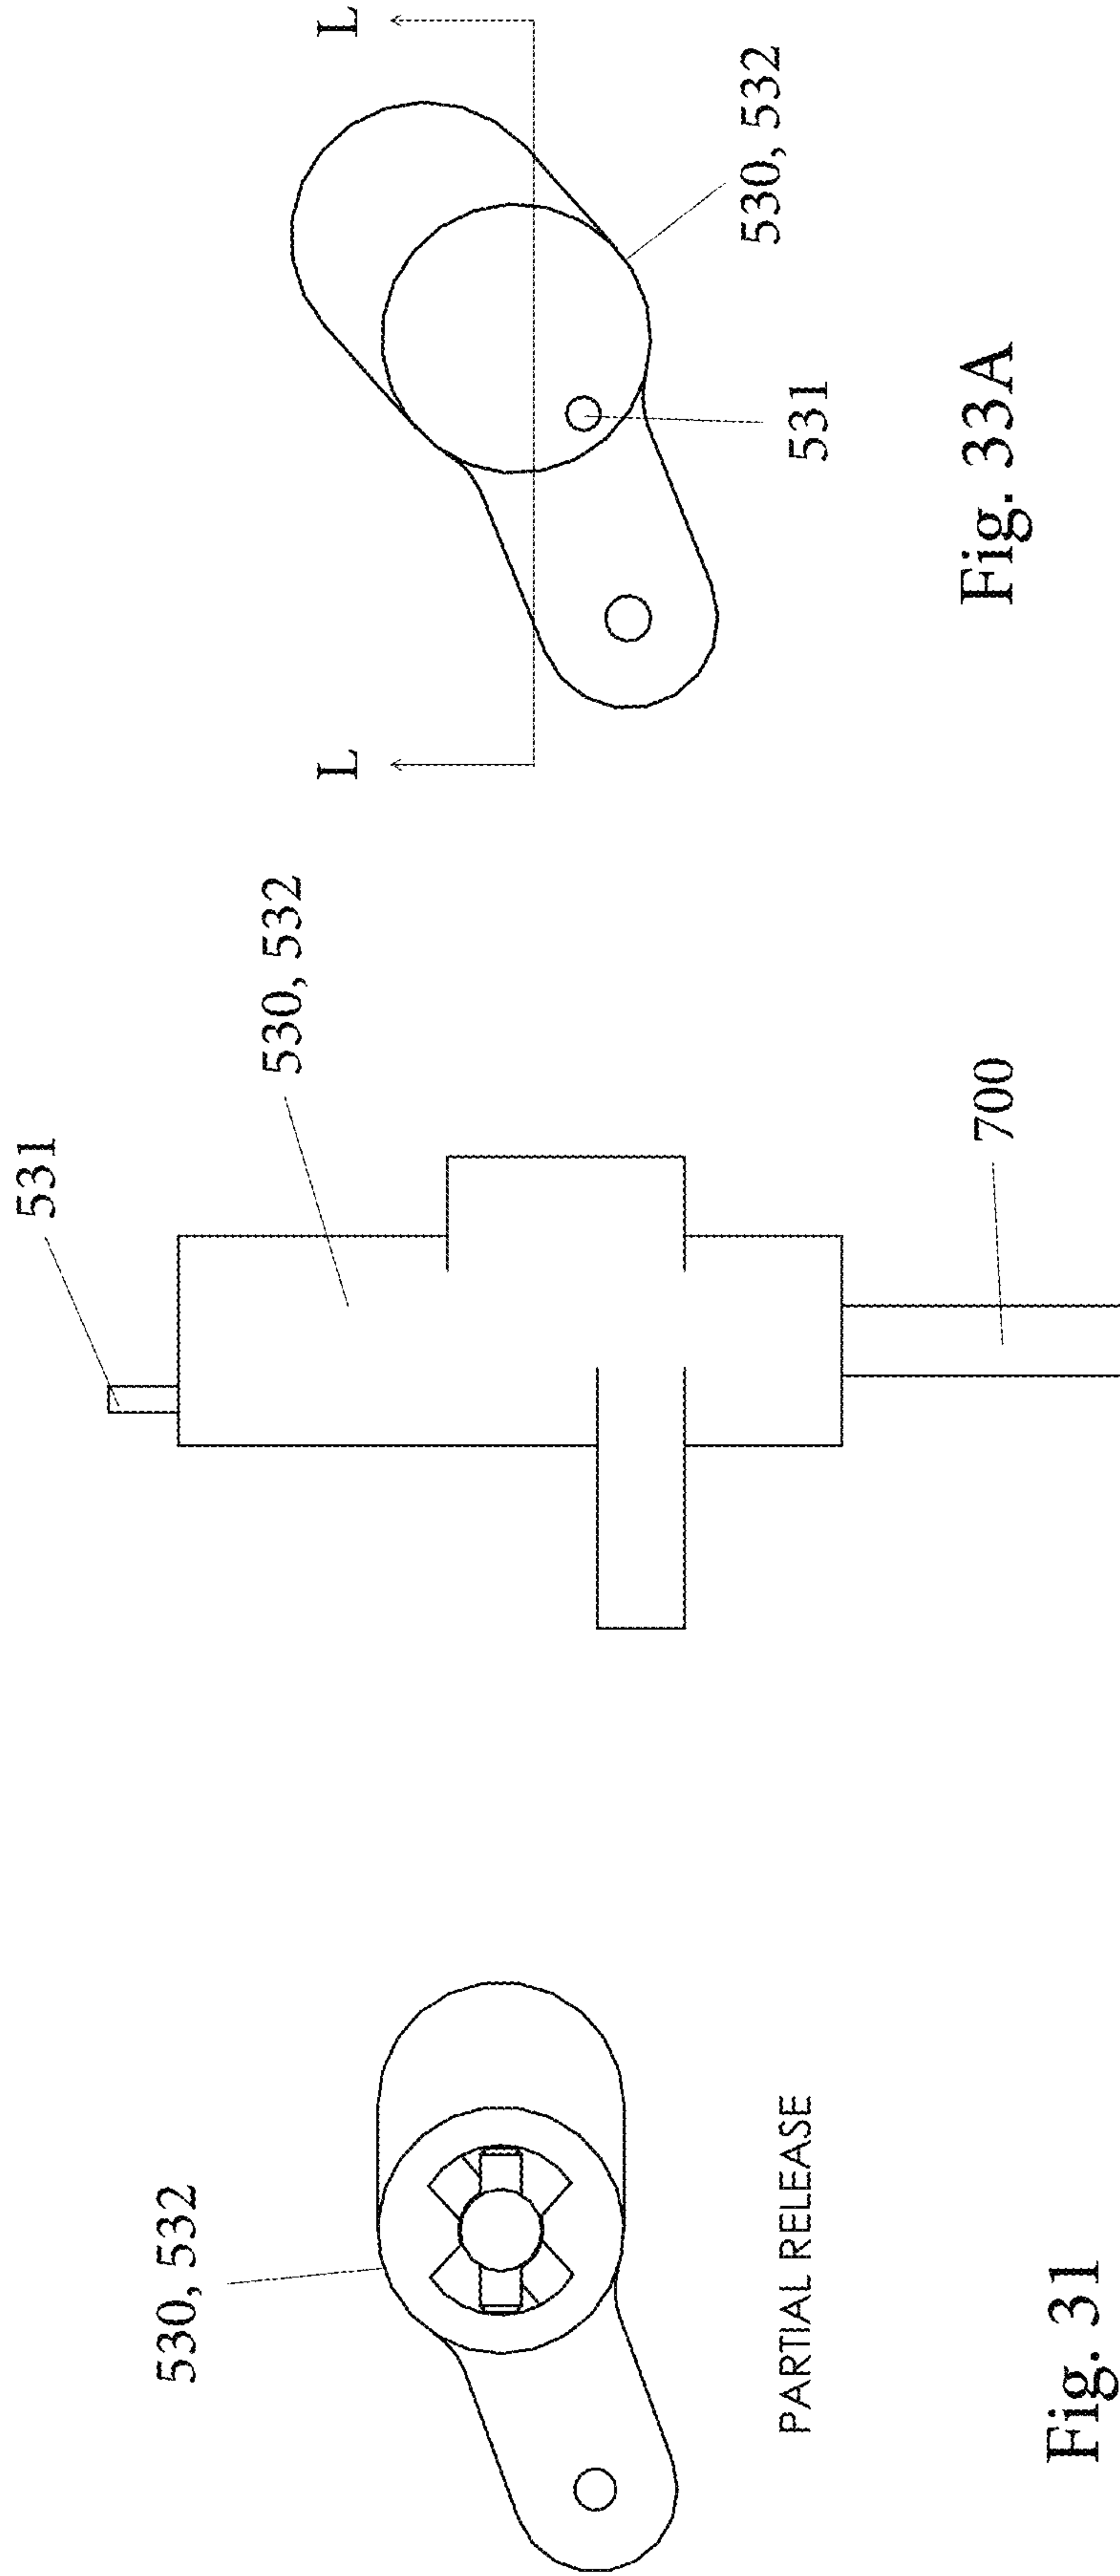 530, 532
PARTIAL RELEASE
Fig. 31
531
530, 532
700
L
L
530, 532
531
Fig. 33A